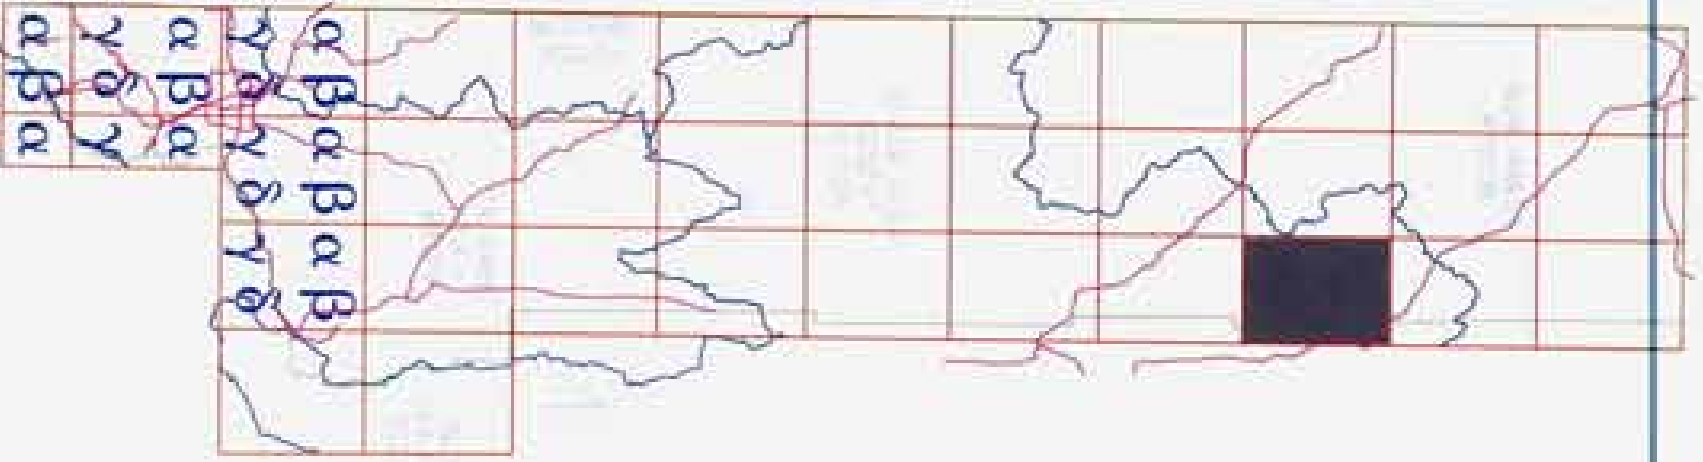 α γ α γ α
β δ β δ β
α γ α γ α
δ β
γ α
δ β